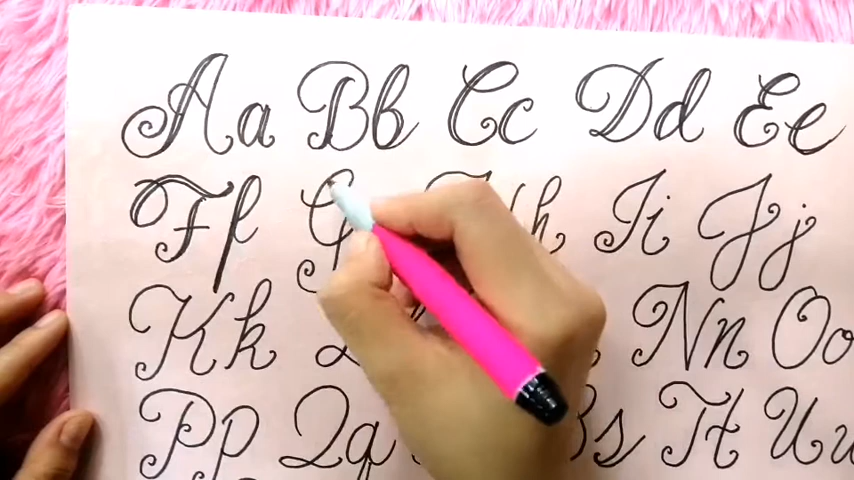 Aa Bb Cc Dd Ee
Ff G h Ii Jj
Kk Nn Oo
Pp Qq s Tt Uu